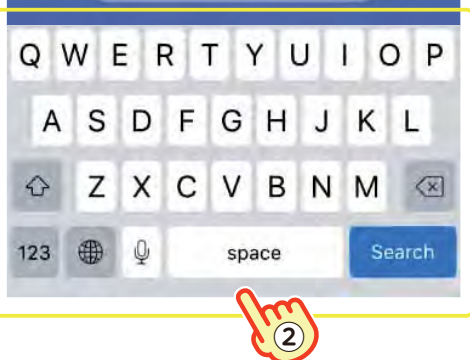 Q W E R T Y U I O P
A S D F G H J K L
Z X C V B N M
123 space Search
2